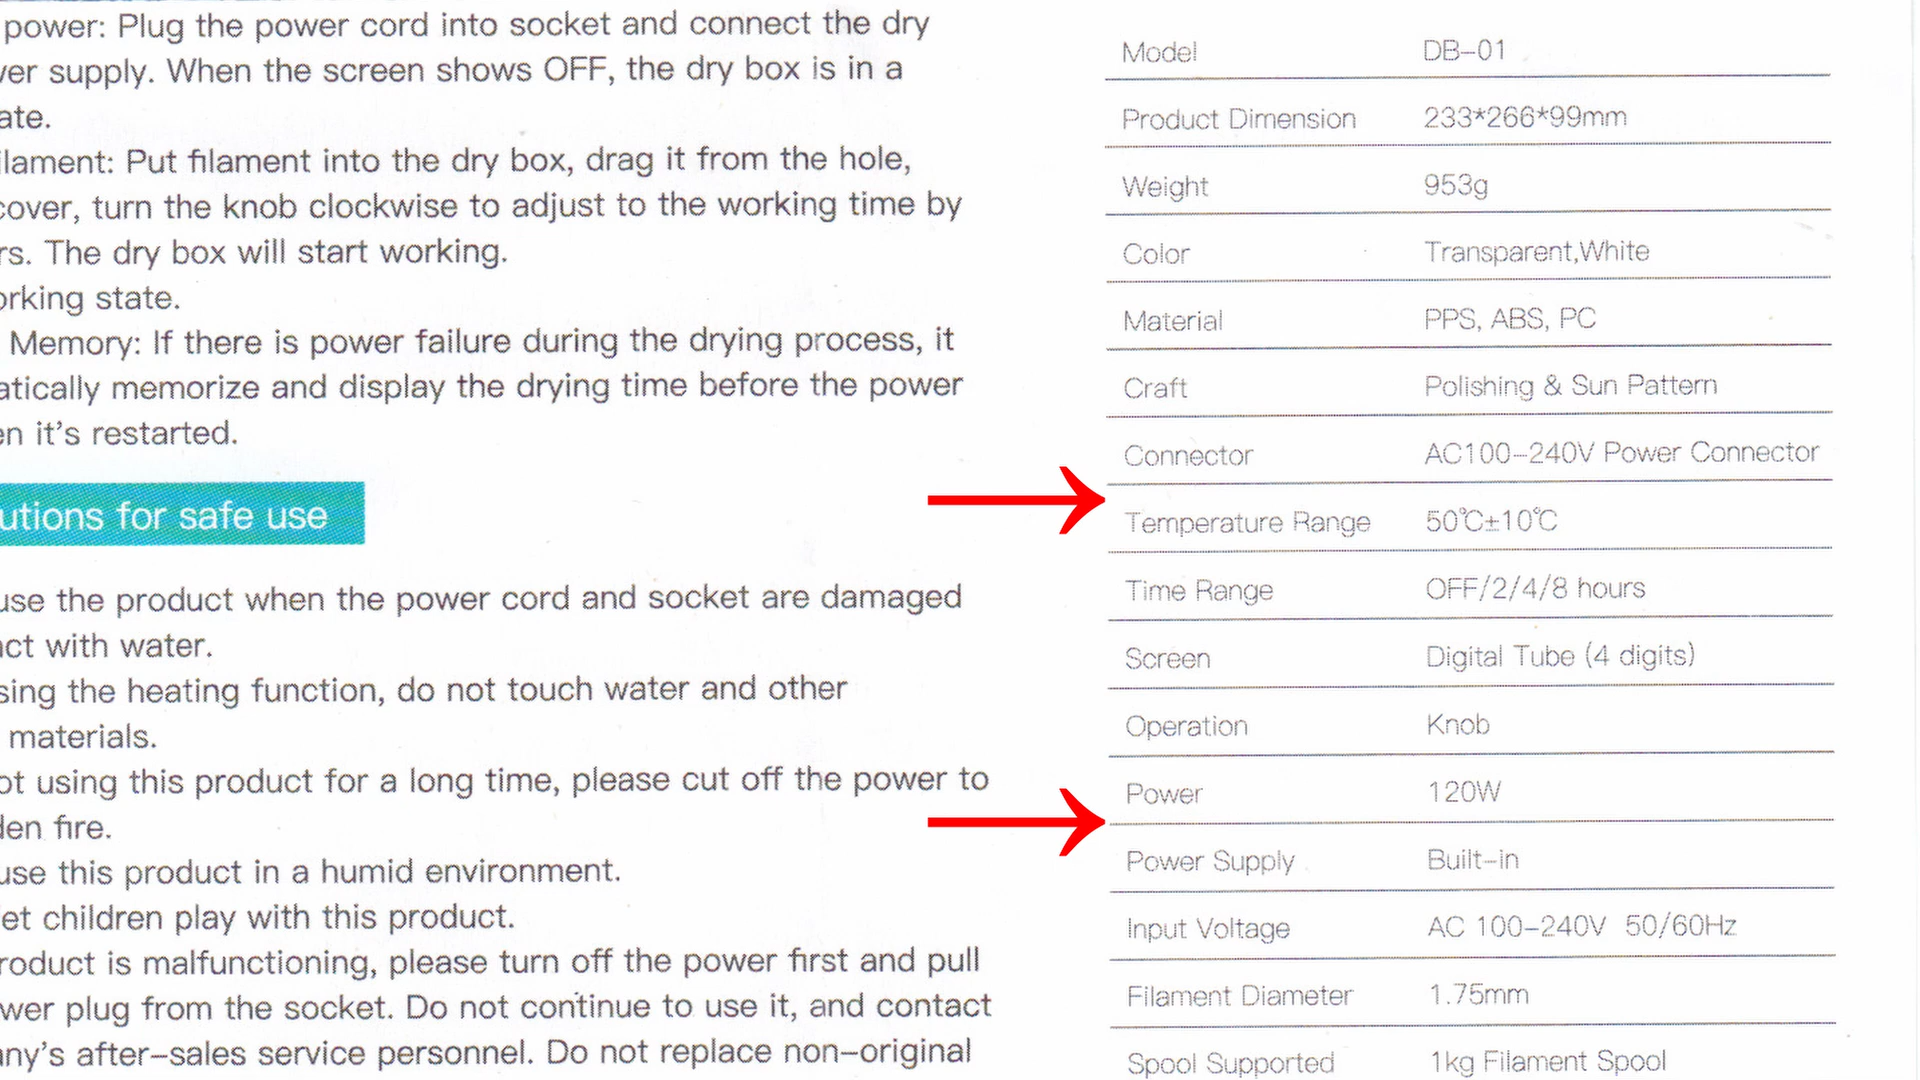 power: Plug the power cord into socket and connect the dry
er supply. When the screen shows OFF, the dry box is in a
ate.
ilament: Put filament into the dry box, drag it from the hole,
cover, turn the knob clockwise to adjust to the working time by
rs. The dry box will start working.
orking state.
Memory: If there is power failure during the drying process, it
atically memorize and display the drying time before the power
en it's restarted.
utions for safe use
use the product when the power cord and socket are damaged
act with water.
sing the heating function, do not touch water and other
materials.
ot using this product for a long time, please cut off the power to
den fire.
use this product in a humid environment.
et children play with this product.
roduct is malfunctioning, please turn off the power first and pull
wer plug from the socket. Do not continue to use it, and contact
any's after-sales service personnel. Do not replace non-original
Model DB-01
Product Dimension 233*266*99mm
Weight 953g
Color Transparent,White
Material PPS, ABS, PC
Craft Polishing & Sun Pattern
Connector AC100-240V Power Connector
Temperature Range 50℃±10℃
Time Range OFF/2/4/8 hours
Screen Digital Tube (4 digits)
Operation Knob
Power 120W
Power Supply Built-in
Input Voltage AC 100-240V 50/60Hz
Filament Diameter 1.75mm
Spool Supported 1kg Filament Spool